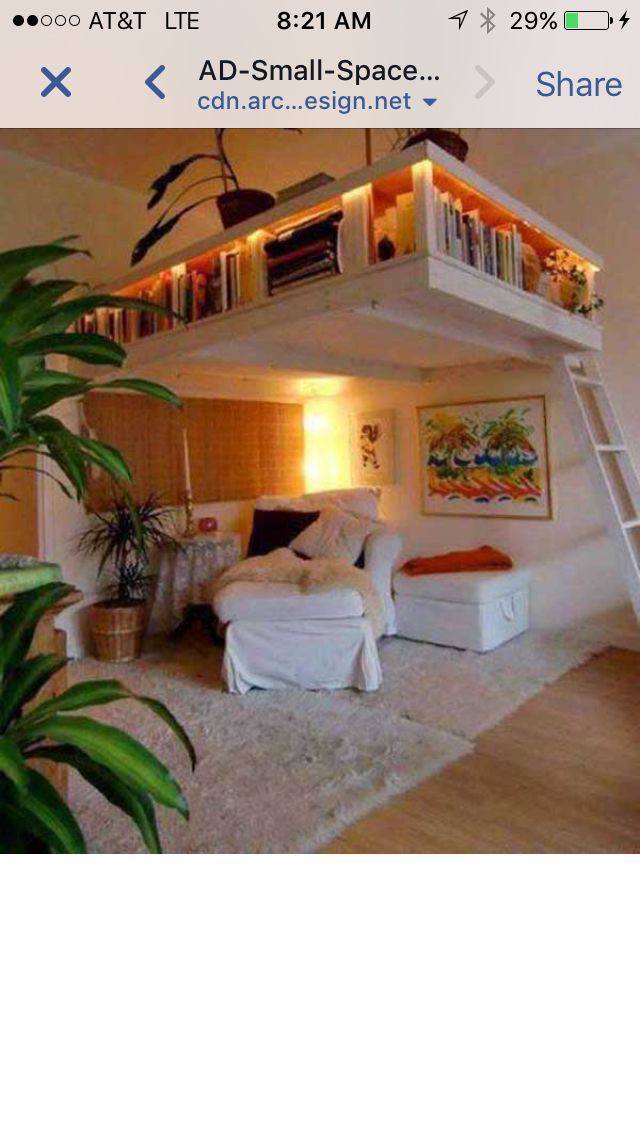 AT&T LTE 8:21 AM 29%
AD-Small-Space...
cdn.arc...esign.net
Share